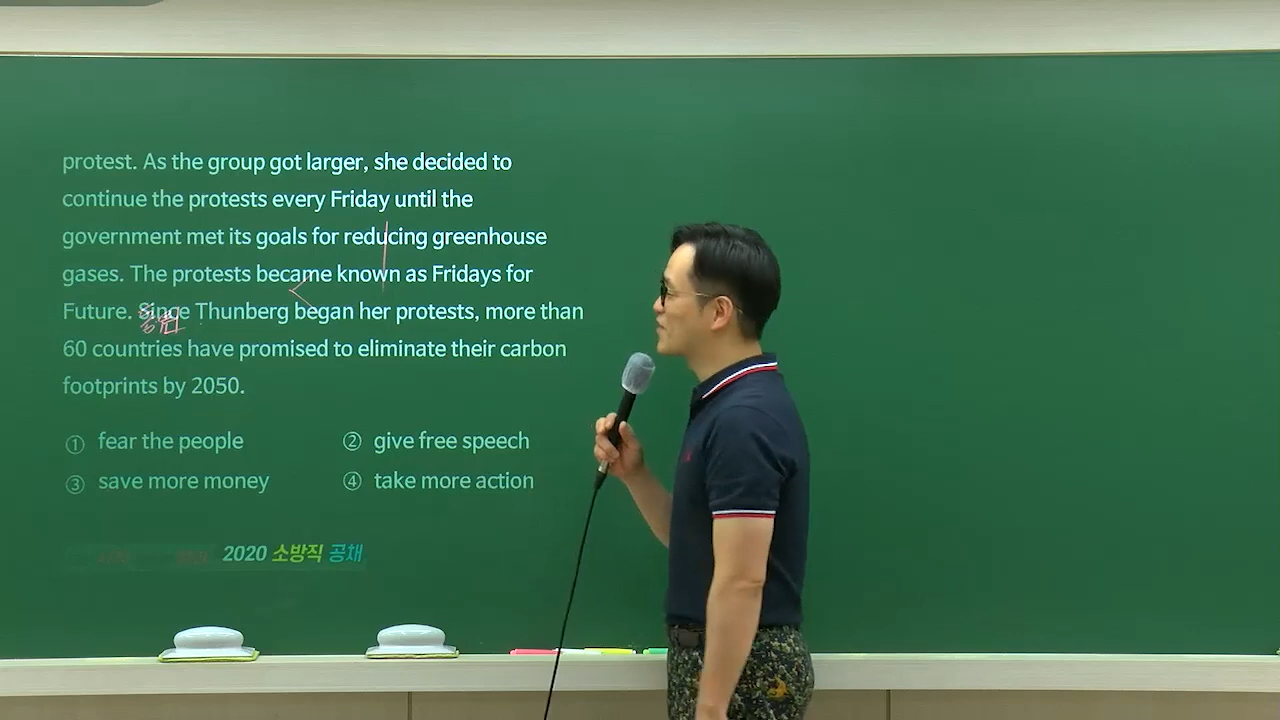 protest. As the group got larger, she decided to
continue the protests every Friday until the
government met its goals for reducing greenhouse
gases. The protests became known as Fridays for
Future. Since Thunberg began her protests, more than
60 countries have promised to eliminate their carbon
footprints by 2050.
① fear the people ② give free speech
③ save more money ④ take more action
2020 소방직 공채